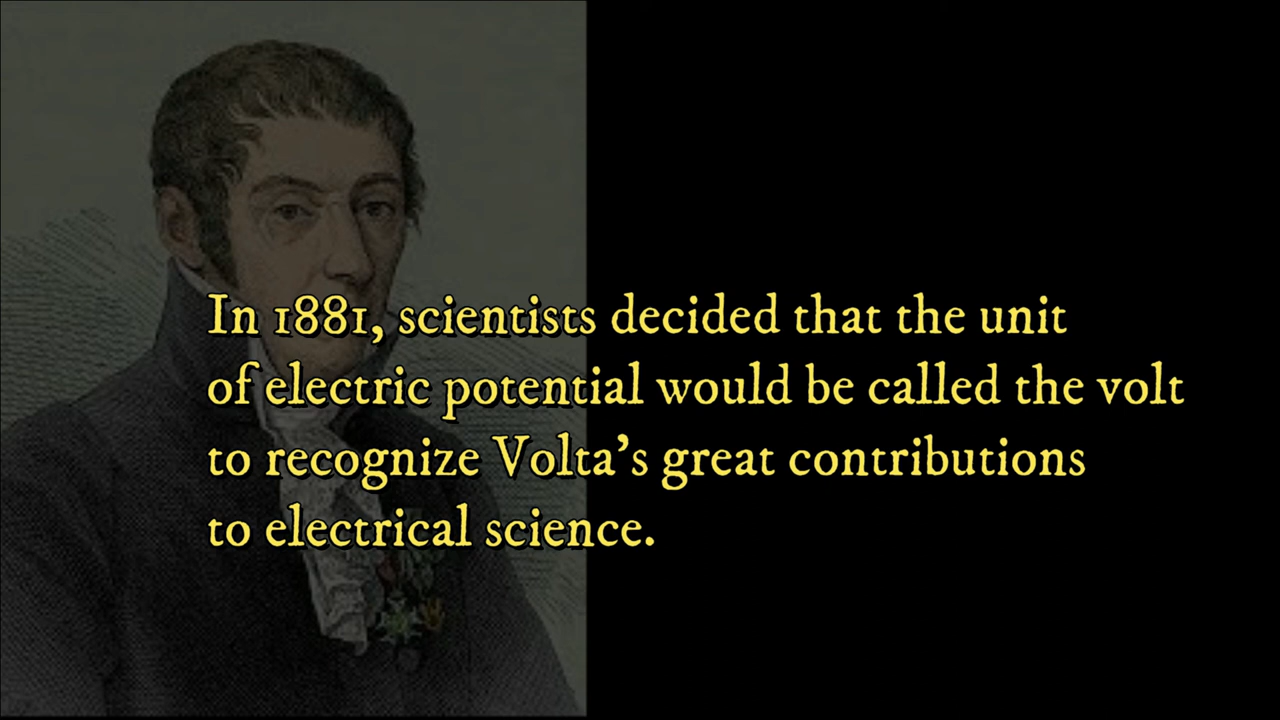 In 1881, scientists decided that the unit
of electric potential would be called the volt
to recognize Volta’s great contributions
to electrical science.